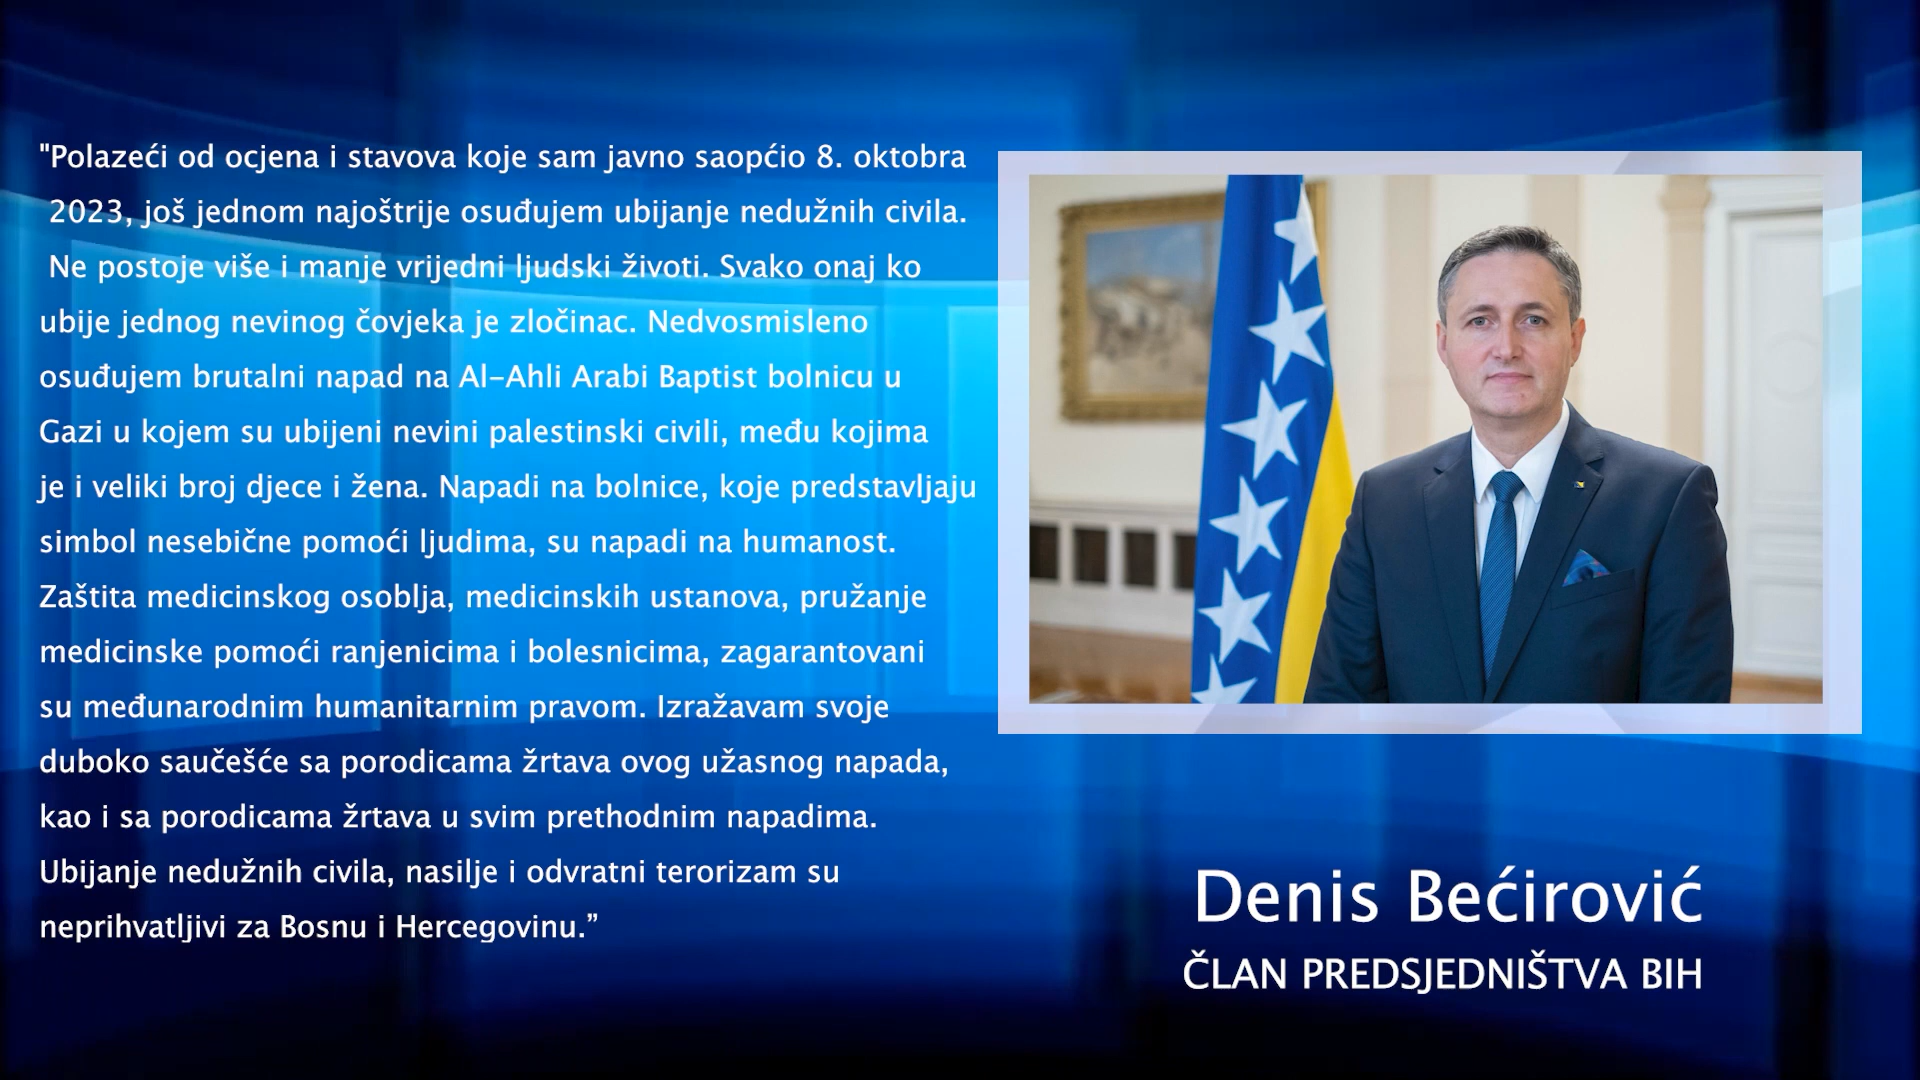 "Polazeći od ocjena i stavova koje sam javno saopćio 8. oktobra
2023, još jednom najoštrije osuđujem ubijanje nedužnih civila.
Ne postoje više i manje vrijedni ljudski životi. Svako onaj ko
ubije jednog nevinog čovjeka je zločinac. Nedvosmisleno
osuđujem brutalni napad na Al-Ahli Arabi Baptist bolnicu u
Gazi u kojem su ubijeni nevini palestinski civili, među kojima
je i veliki broj djece i žena. Napadi na bolnice, koje predstavljaju
simbol nesebične pomoći ljudima, su napadi na humanost.
Zaštita medicinskog osoblja, medicinskih ustanova, pružanje
medicinske pomoći ranjenicima i bolesnicima, zagarantovani
su međunarodnim humanitarnim pravom. Izražavam svoje
duboko saučešće sa porodicama žrtava ovog užasnog napada,
kao i sa porodicama žrtava u svim prethodnim napadima.
Ubijanje nedužnih civila, nasilje i odvratni terorizam su
neprihvatljivi za Bosnu i Hercegovinu.”
Denis Bećirović
ČLAN PREDSJEDNIŠTVA BIH